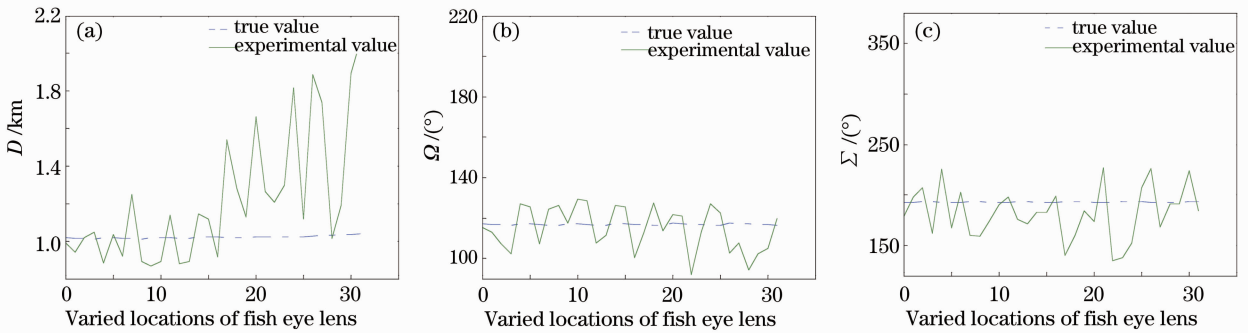 (a)
true value
experimental value
D /km
2.2
1.8
1.4
1.0
0 10 20 30
Varied locations of fish eye lens
(b)
true value
experimental value
Ω /(°)
220
180
140
100
0 10 20 30
Varied locations of fish eye lens
(c)
true value
experimental value
Σ /(°)
350
250
150
0 10 20 30
Varied locations of fish eye lens